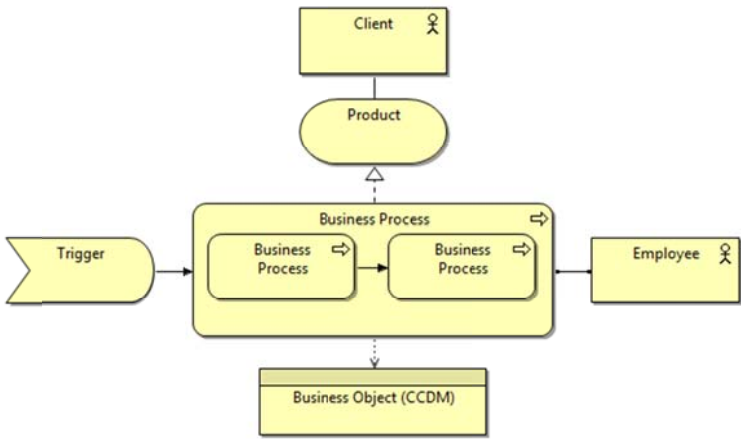 Client
Product
Business Process
Trigger
Business
Process
Business
Process
Employee
Business Object (CCDM)